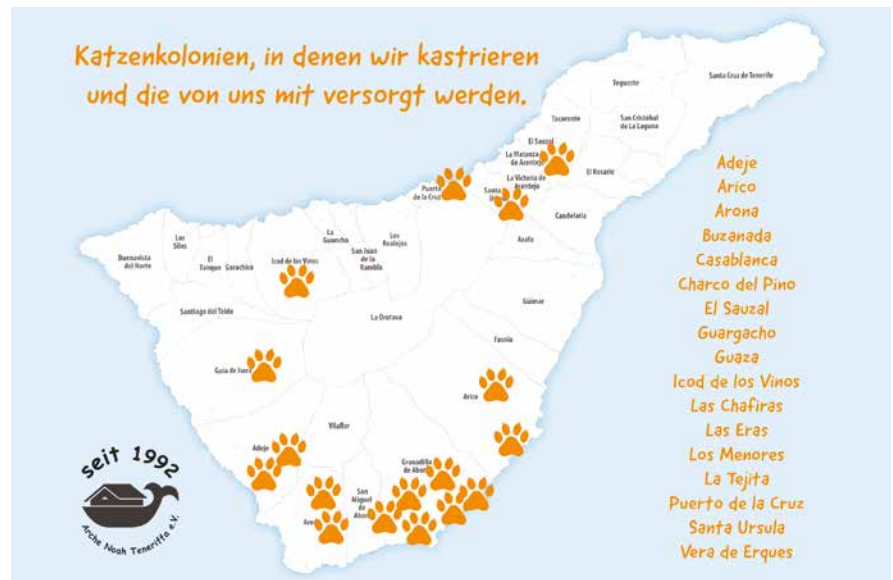 Katzenkolonien, in denen wir kastrieren
und die von uns mit versorgt werden.
Santa Cruz de Tenerife
Tegueste
Tacoronte
San Cristóbal
de La Laguna
El Sauzal
La Matanza
de Acentejo
El Rosario
La Victoria de
Acentejo
Puerto
de la Cruz
Santa
Candelaria
Arafo
La
Guancha
Los
Realejos
San Juan
de la
Rambla
Icod de los Vinos
Los
Silos
El
Tanque
Garachico
Buenavista
del Norte
Santiago del Teide
La Orotava
Güímar
Fasnia
Guía de Isora
Arico
Vilaflor
Adeje
Granadilla
de Abona
San
Miguel
de
Abona
Adeje
Arico
Arona
Buzanada
Casablanca
Charco del Pino
El Sauzal
Guargacho
Guaza
Icod de los Vinos
Las Chafiras
Las Eras
Los Menores
La Tejita
Puerto de la Cruz
Santa Ursula
Vera de Erques
seit 1992
Arche Noah Teneriffa e.V.